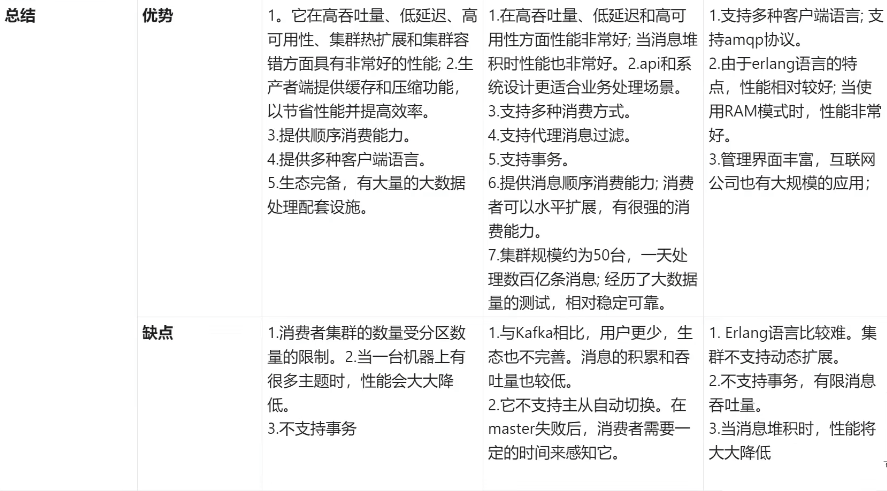 总结
优势
1。它在高吞吐量、低延迟、高
可用性、集群热扩展和集群容
错方面具有非常好的性能; 2.生
产者端提供缓存和压缩功能，
以节省性能并提高效率。
3.提供顺序消费能力。
4.提供多种客户端语言。
5.生态完备，有大量的大数据
处理配套设施。
1.在高吞吐量、低延迟和高可
用性方面性能非常好; 当消息堆
积时性能也非常好。2.api和系
统设计更适合业务处理场景。
3.支持多种消费方式。
4.支持代理消息过滤。
5.支持事务。
6.提供消息顺序消费能力; 消费
者可以水平扩展，有很强的消
费能力。
7.集群规模约为50台，一天处
理数百亿条消息; 经历了大数据
量的测试，相对稳定可靠。
1.支持多种客户端语言; 支
持amqp协议。
2.由于erlang语言的特
点，性能相对较好; 当使
用RAM模式时，性能非常
好。
3.管理界面丰富，互联网
公司也有大规模的应用；
缺点
1.消费者集群的数量受分区数
量的限制。2.当一台机器上有
很多主题时，性能会大大降
低。
3.不支持事务
1.与Kafka相比，用户更少，生
态也不完善。消息的积累和吞
吐量也较低。
2.它不支持主从自动切换。在
master失败后，消费者需要一
定的时间来感知它。
1. Erlang语言比较难。集
群不支持动态扩展。
2.不支持事务，有限消息
吞吐量。
3.当消息堆积时，性能将
大大降低